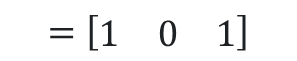 = [1 0 1]